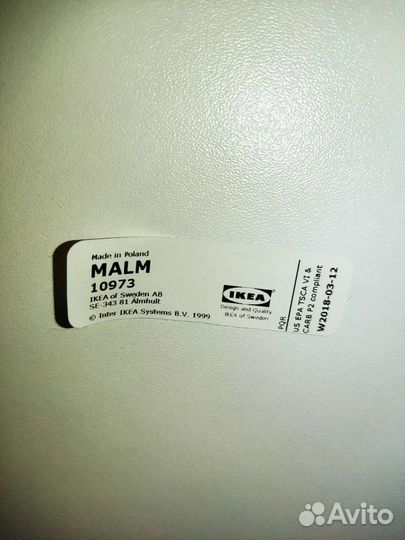 Made in Poland
MALM
10973
IKEA of Sweden AB
SE-343 81 Älmhult
© Inter IKEA Systems B.V. 1999
IKEA
Design and Quality
IKEA of Sweden
PQR
US EPA TSCA VI &
CARB P2 compliant
W2018-03-12
Avito